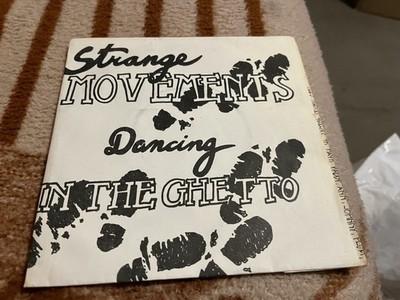 Strange
MOVEMENTS
Dancing
IN THE GHETTO